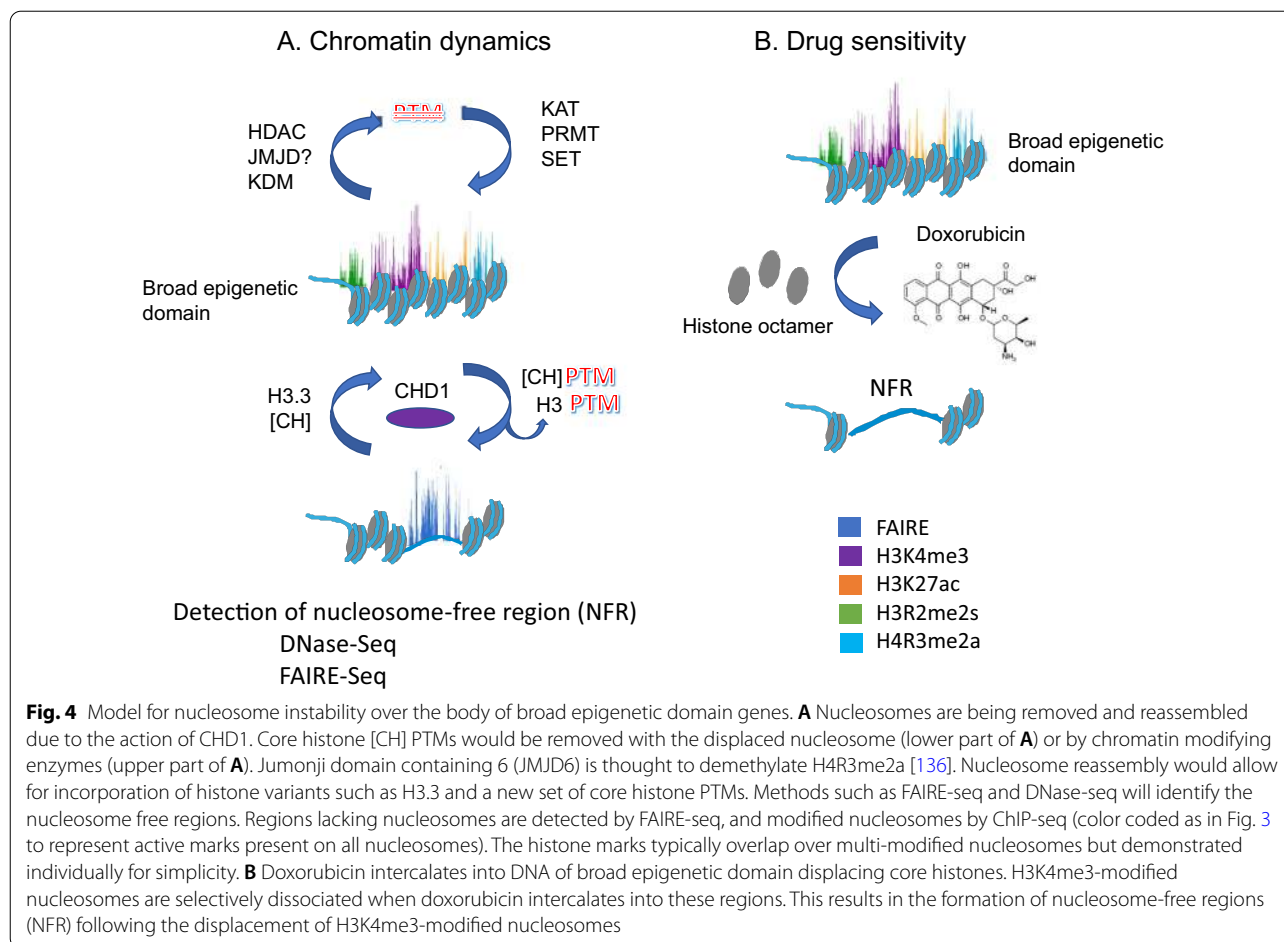 A. Chromatin dynamics
PTM
HDAC
JMJD?
KDM
KAT
PRMT
SET
Broad epigenetic
domain
H3.3
[CH]
CHD1
[CH] PTM
H3 PTM
Detection of nucleosome-free region (NFR)
DNase-Seq
FAIRE-Seq
B. Drug sensitivity
Broad epigenetic
domain
Doxorubicin
Histone octamer
O
OH
O
OH
OH
O
O
OH
H
O
O
OH
NH₂
NFR
FAIRE
H3K4me3
H3K27ac
H3R2me2s
H4R3me2a
Fig. 4 Model for nucleosome instability over the body of broad epigenetic domain genes. A Nucleosomes are being removed and reassembled
due to the action of CHD1. Core histone [CH] PTMs would be removed with the displaced nucleosome (lower part of A) or by chromatin modifying
enzymes (upper part of A). Jumonji domain containing 6 (JMJD6) is thought to demethylate H4R3me2a [136]. Nucleosome reassembly would allow
for incorporation of histone variants such as H3.3 and a new set of core histone PTMs. Methods such as FAIRE-seq and DNase-seq will identify the
nucleosome free regions. Regions lacking nucleosomes are detected by FAIRE-seq, and modified nucleosomes by ChIP-seq (color coded as in Fig. 3
to represent active marks present on all nucleosomes). The histone marks typically overlap over multi-modified nucleosomes but demonstrated
individually for simplicity. B Doxorubicin intercalates into DNA of broad epigenetic domain displacing core histones. H3K4me3-modified
nucleosomes are selectively dissociated when doxorubicin intercalates into these regions. This results in the formation of nucleosome-free regions
(NFR) following the displacement of H3K4me3-modified nucleosomes